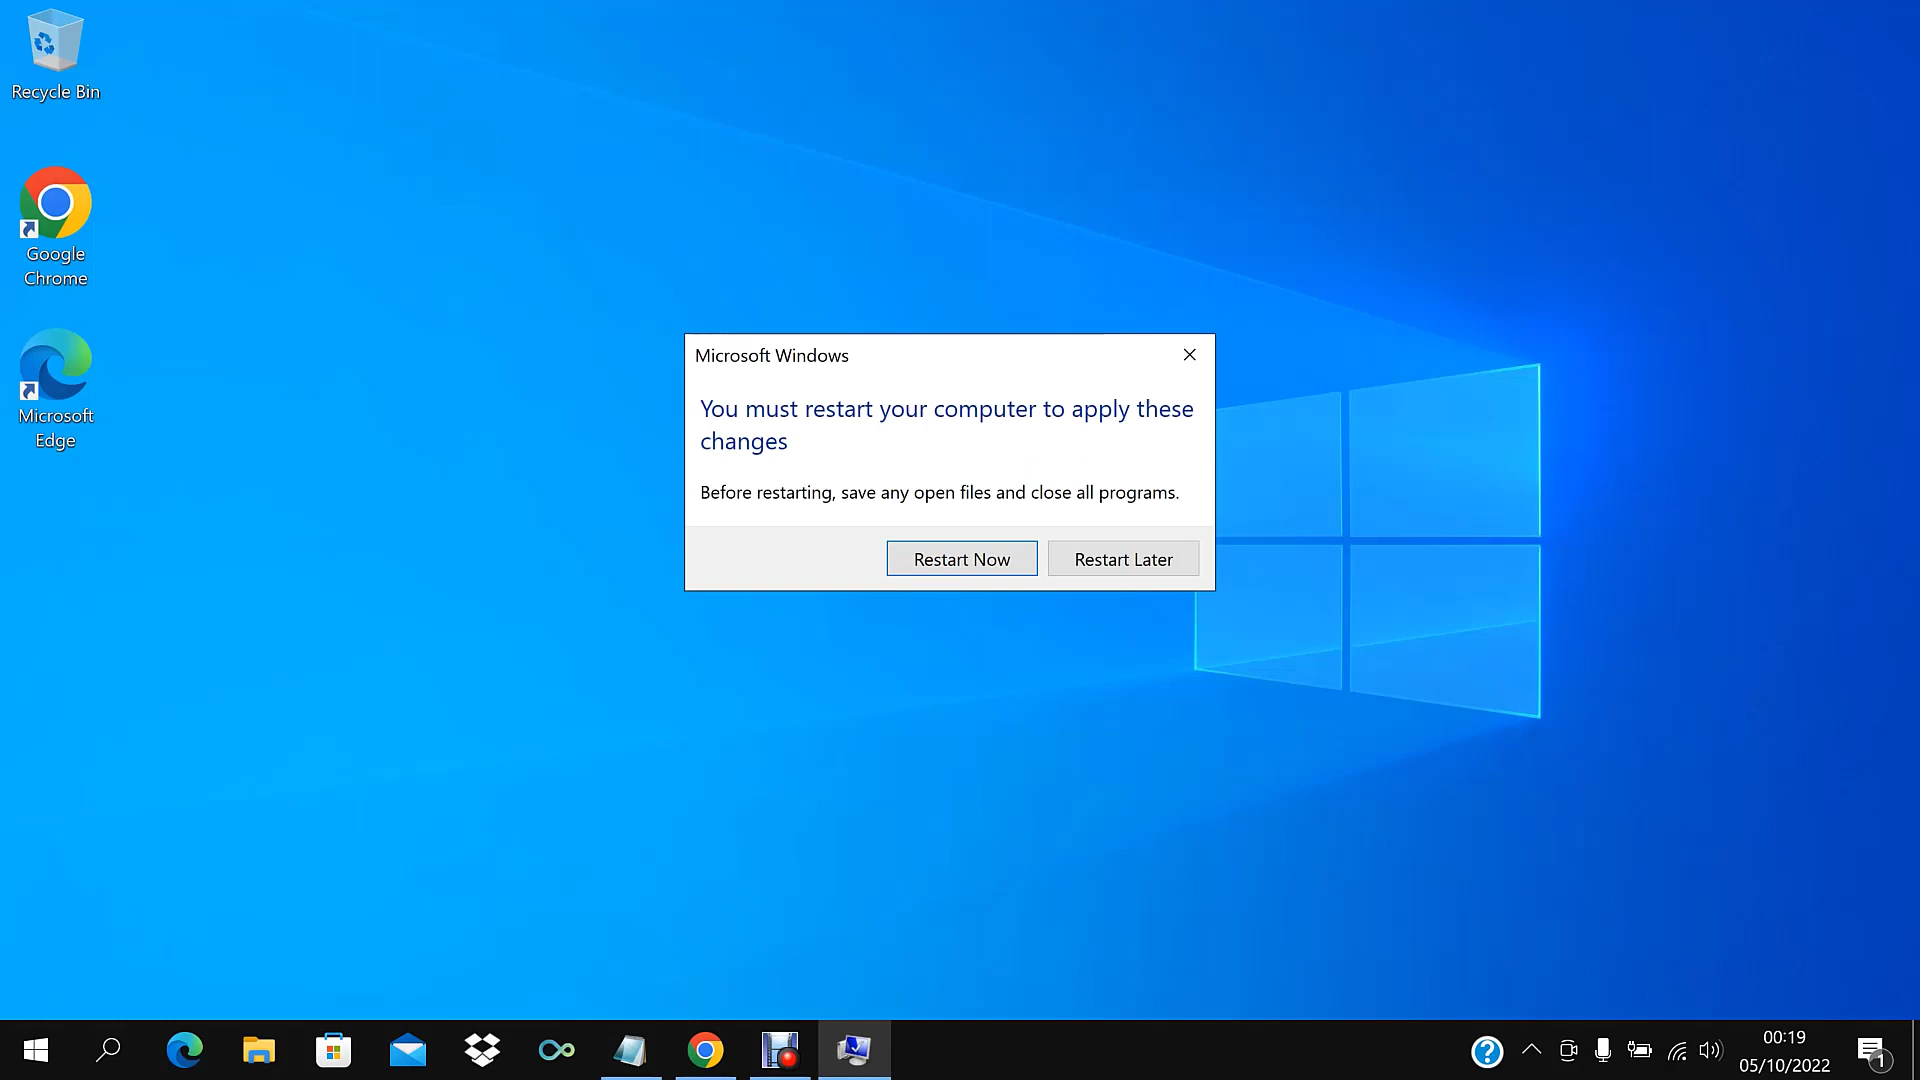 Recycle Bin
Google
Chrome
Microsoft
Edge
Microsoft Windows
You must restart your computer to apply these
changes
Before restarting, save any open files and close all programs.
Restart Now
Restart Later
00:19
05/10/2022
1